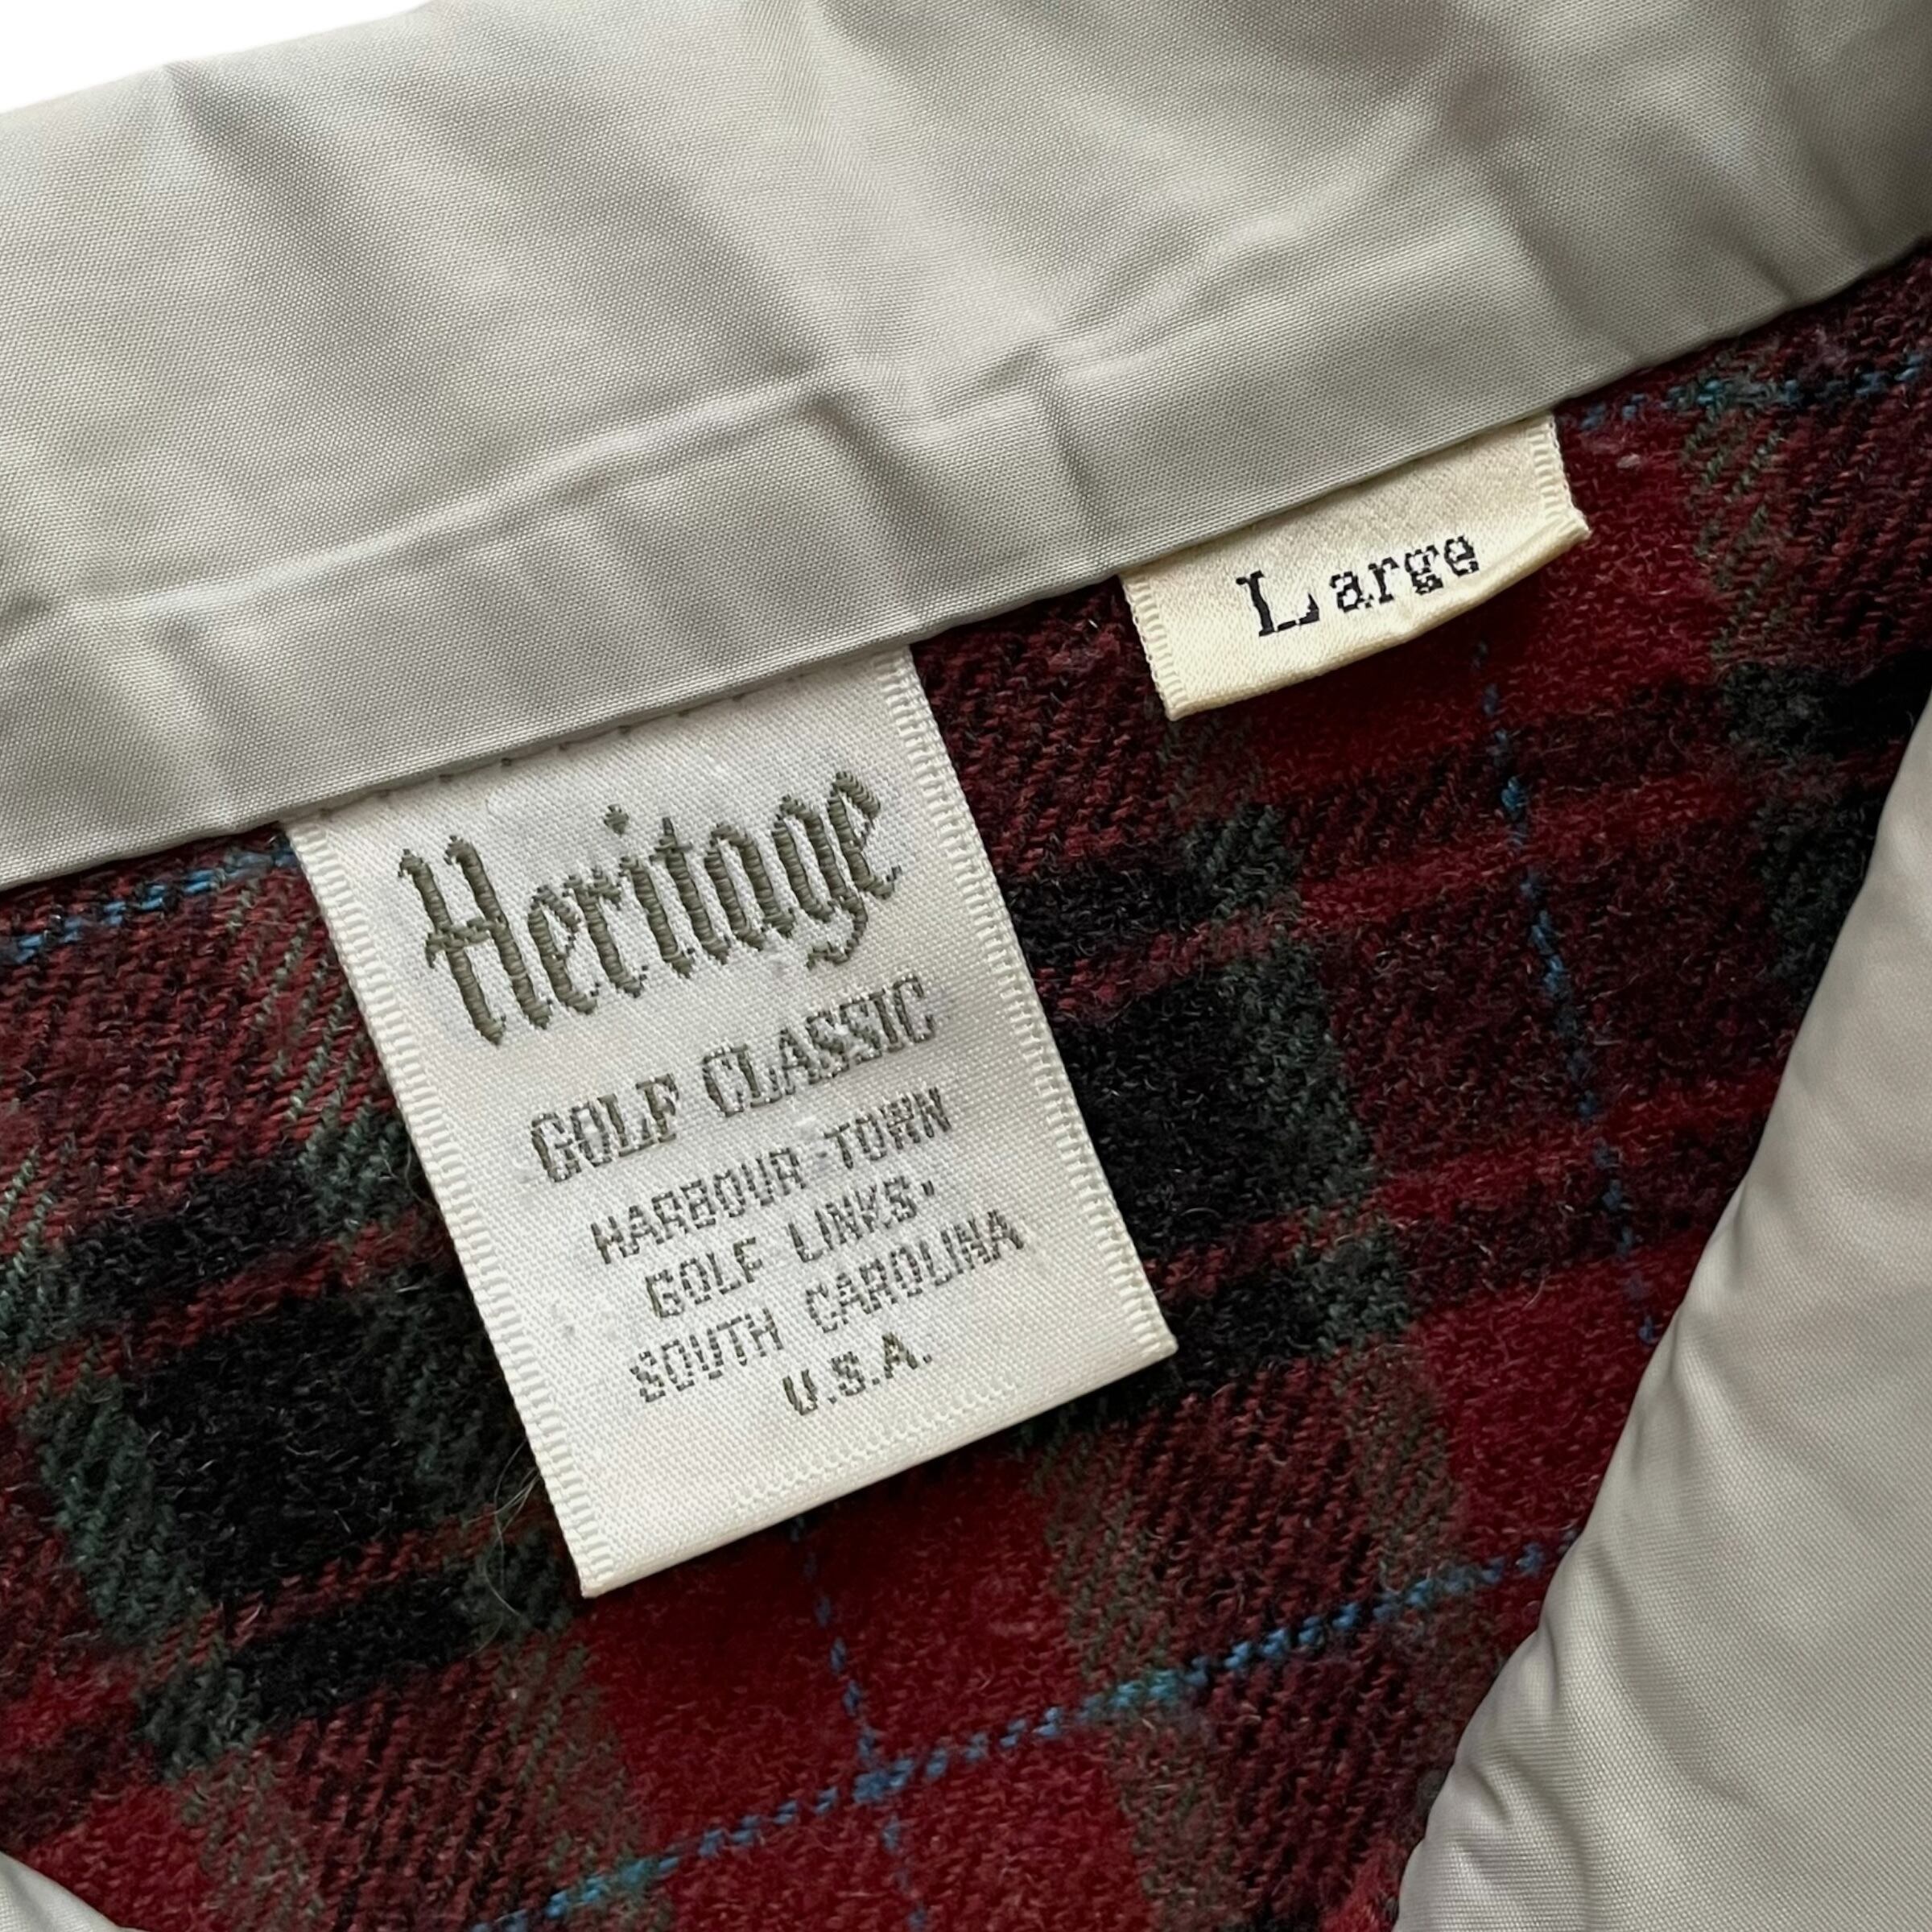 Large
Heritage
GOLF CLASSIC
HARBOUR-TOWN
GOLF LINKS·
SOUTH CAROLINA
U.S.A.